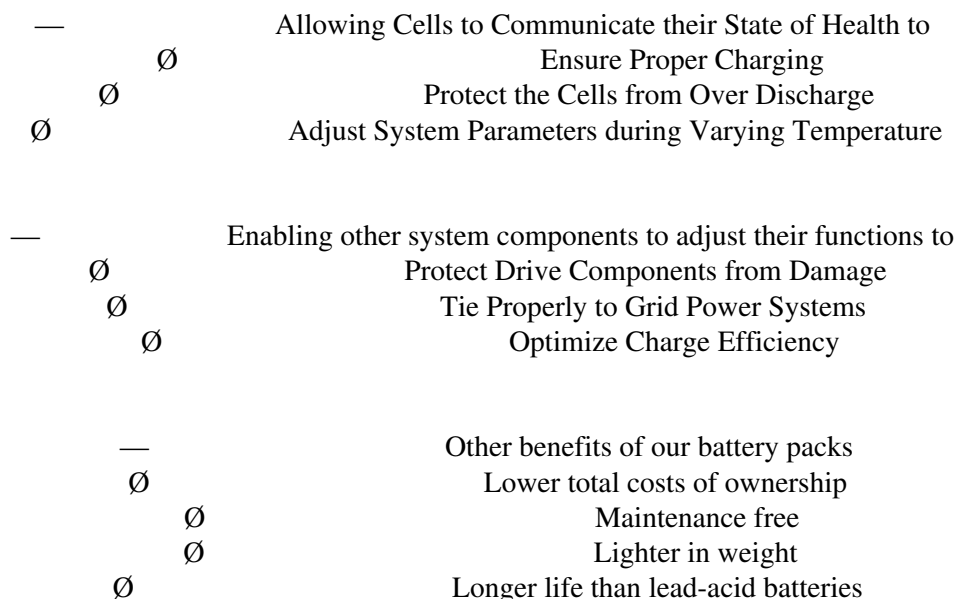 — Allowing Cells to Communicate their State of Health to
Ø Ensure Proper Charging
Ø Protect the Cells from Over Discharge
Ø Adjust System Parameters during Varying Temperature
— Enabling other system components to adjust their functions to
Ø Protect Drive Components from Damage
Ø Tie Properly to Grid Power Systems
Ø Optimize Charge Efficiency
— Other benefits of our battery packs
Ø Lower total costs of ownership
Ø Maintenance free
Ø Lighter in weight
Ø Longer life than lead-acid batteries